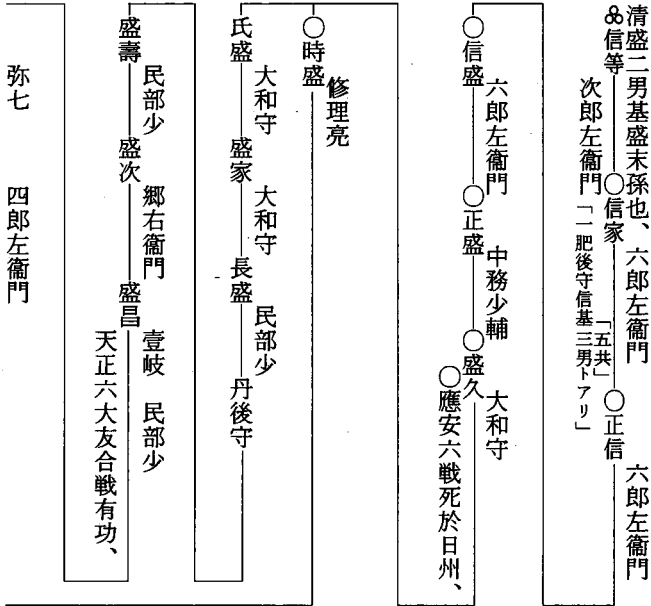 清盛二男基盛末孫也、六郎左衞門
信等
○信家
次郎左衞門
「一肥後守信基三男トアリ」
「五共」
○正信
六郎左衞門
○信盛
六郎左衞門
○正盛
中務少輔
○盛久
大和守
○應安六戦死於日州、
○時盛
修理亮
氏盛
大和守
盛家
大和守
長盛
民部少
丹後守
盛壽
民部少
盛次
郷右衞門
盛昌
壹岐 民部少
天正六大友合戦有功、
弥七
四郎左衞門